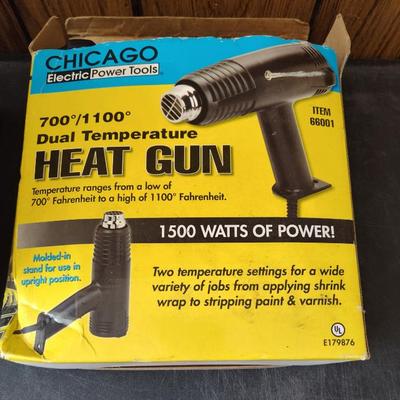 CHICAGO
Electric Power Tools®
700°/1100°
Dual Temperature
HEAT GUN
ITEM
66001
Temperature ranges from a low of
700° Fahrenheit to a high of 1100° Fahrenheit.
1500 WATTS OF POWER!
Molded-in
stand for use in
upright position.
Two temperature settings for a wide
variety of jobs from applying shrink
wrap to stripping paint & varnish.
UL
E179876